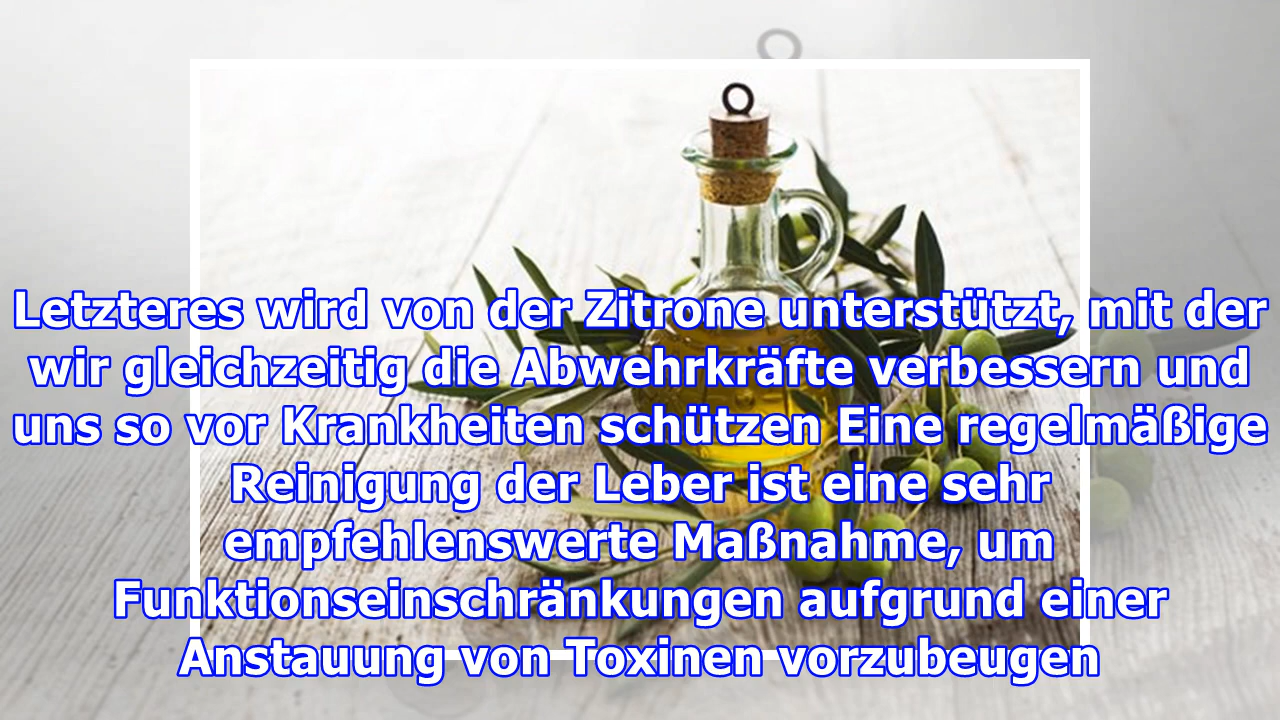 Letzteres wird von der Zitrone unterstützt, mit der
wir gleichzeitig die Abwehrkräfte verbessern und
uns so vor Krankheiten schützen Eine regelmäßige
Reinigung der Leber ist eine sehr
empfehlenswerte Maßnahme, um
Funktionseinschränkungen aufgrund einer
Anstauung von Toxinen vorzubeugen